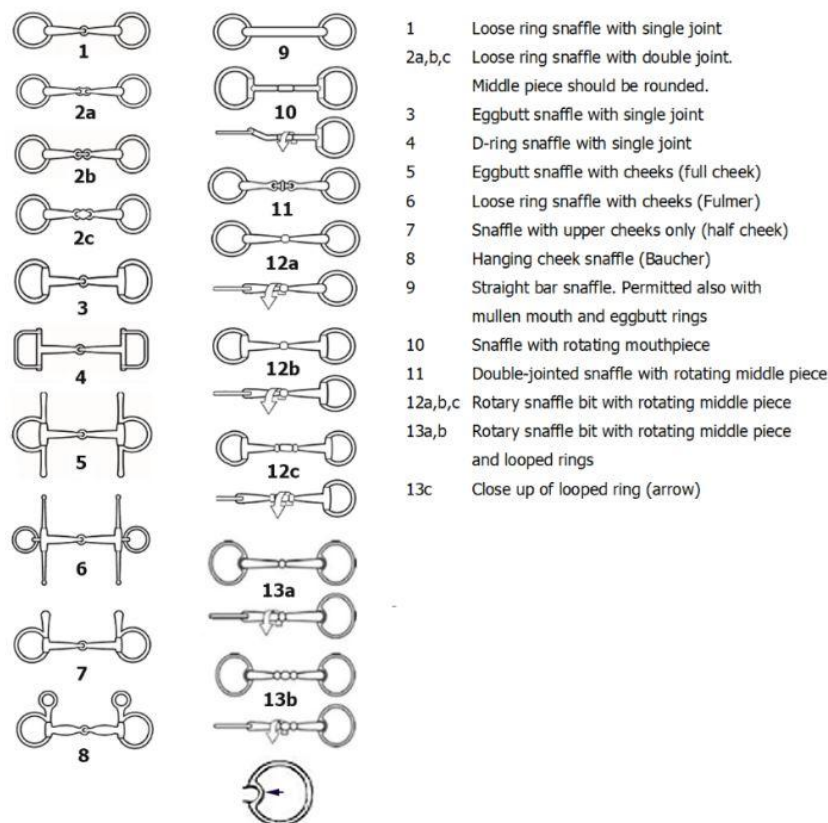 1
2a
2b
2c
3
4
5
6
7
8
9
10
11
12a
12b
12c
13a
13b
1 Loose ring snaffle with single joint
2a,b,c Loose ring snaffle with double joint.
Middle piece should be rounded.
3 Eggbutt snaffle with single joint
4 D-ring snaffle with single joint
5 Eggbutt snaffle with cheeks (full cheek)
6 Loose ring snaffle with cheeks (Fulmer)
7 Snaffle with upper cheeks only (half cheek)
8 Hanging cheek snaffle (Baucher)
9 Straight bar snaffle. Permitted also with
mullen mouth and eggbutt rings
10 Snaffle with rotating mouthpiece
11 Double-jointed snaffle with rotating middle piece
12a,b,c Rotary snaffle bit with rotating middle piece
13a,b Rotary snaffle bit with rotating middle piece
and looped rings
13c Close up of looped ring (arrow)